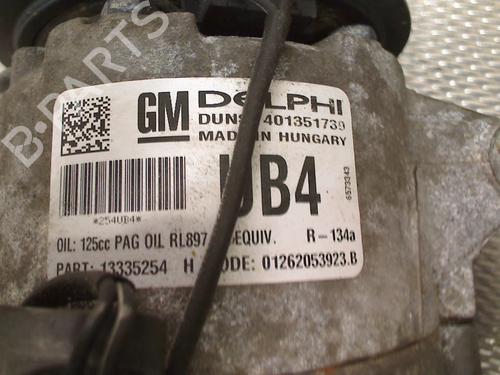 B-PARTS
GM DELPHI
DUNS 401351739
MADE IN HUNGARY
*254UB4*
UB4
6573343
OIL: 125cc PAG OIL RL897 EQUIV. R-134a
PART: 13335254 H CODE: 01262053923.B